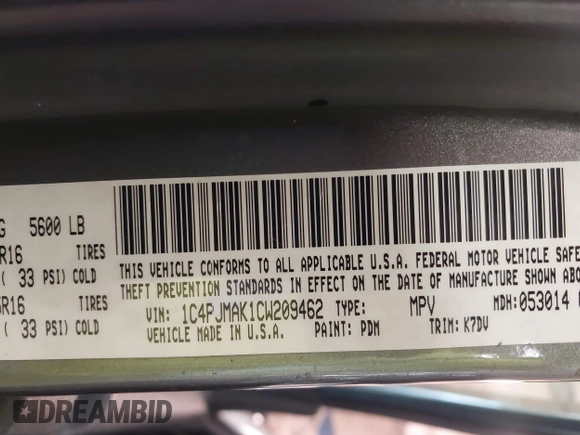 G 5600 LB
R16 TIRES
( 33 PSI) COLD
5R16 TIRES
( 33 PSI) COLD
THIS VEHICLE CONFORMS TO ALL APPLICABLE U.S.A. FEDERAL MOTOR VEHICLE SAFE
THEFT PREVENTION STANDARDS IN EFFECT ON THE DATE OF MANUFACTURE SHOWN ABO
VIN: 1C4PJMAK1CW209462 TYPE: MPV MDH: 053014
VEHICLE MADE IN U.S.A. PAINT: PDM TRIM: K7DV
DREAMBID